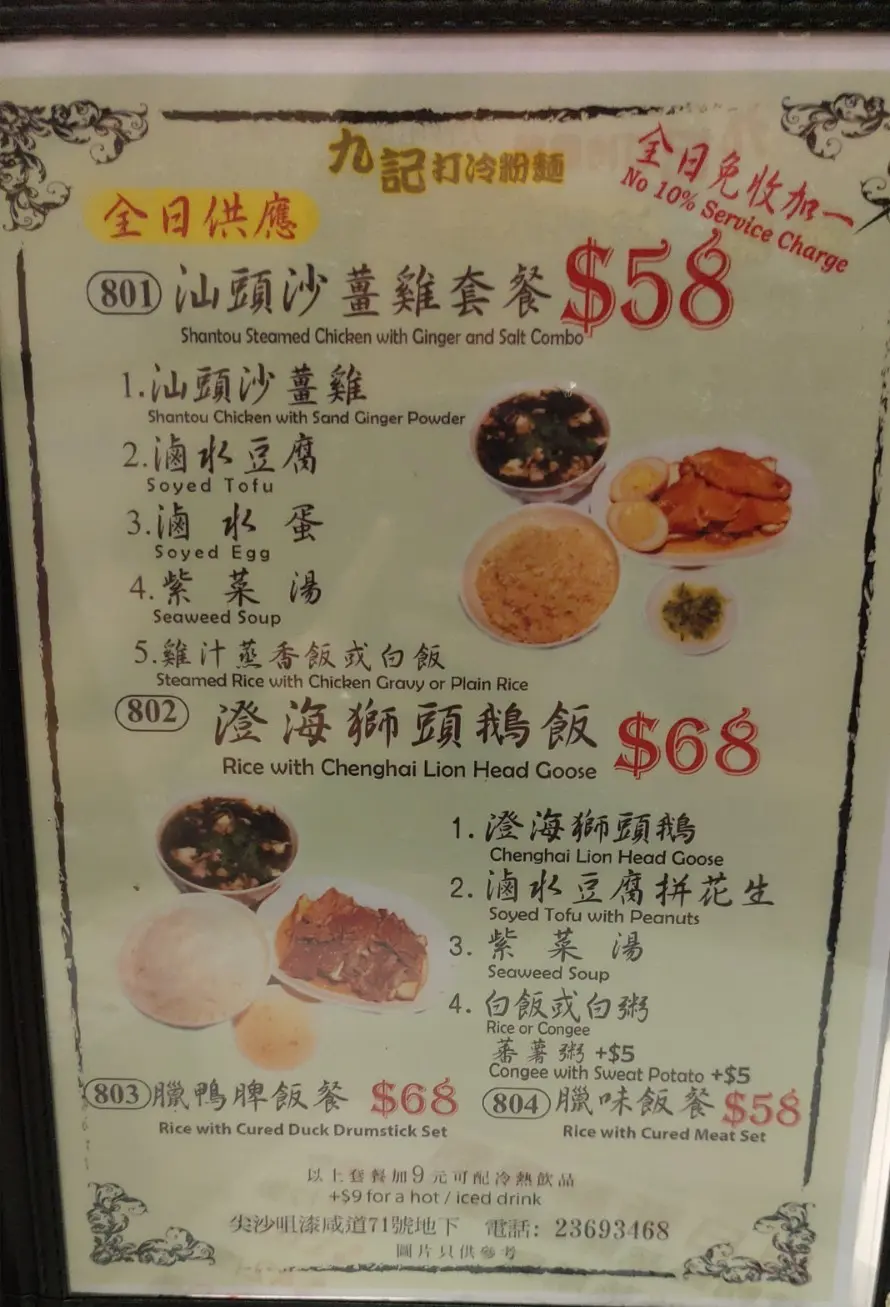 九記打冷粉麵
全日免收加一
No 10% Service Charge
全日供應
801 汕頭沙薑雞套餐 $58
Shantou Steamed Chicken with Ginger and Salt Combo
1.汕頭沙薑雞
Shantou Chicken with Sand Ginger Powder
2.滷水豆腐
Soyed Tofu
3.滷水蛋
Soyed Egg
4.紫菜湯
Seaweed Soup
5.雞汁蒸香飯或白飯
Steamed Rice with Chicken Gravy or Plain Rice
802 澄海獅頭鵝飯 $68
Rice with Chenghai Lion Head Goose
1.澄海獅頭鵝
Chenghai Lion Head Goose
2.滷水豆腐拼花生
Soyed Tofu with Peanuts
3.紫菜湯
Seaweed Soup
4.白飯或白粥
Rice or Congee
蕃薯粥 +$5
Congee with Sweat Potato +$5
803 臘鴨脾飯餐 $68
Rice with Cured Duck Drumstick Set
804 臘味飯餐 $58
Rice with Cured Meat Set
以上套餐加9元可配冷熱飲品
+$9 for a hot / iced drink
尖沙咀漆咸道71號地下 電話: 23693468
圖片只供參考